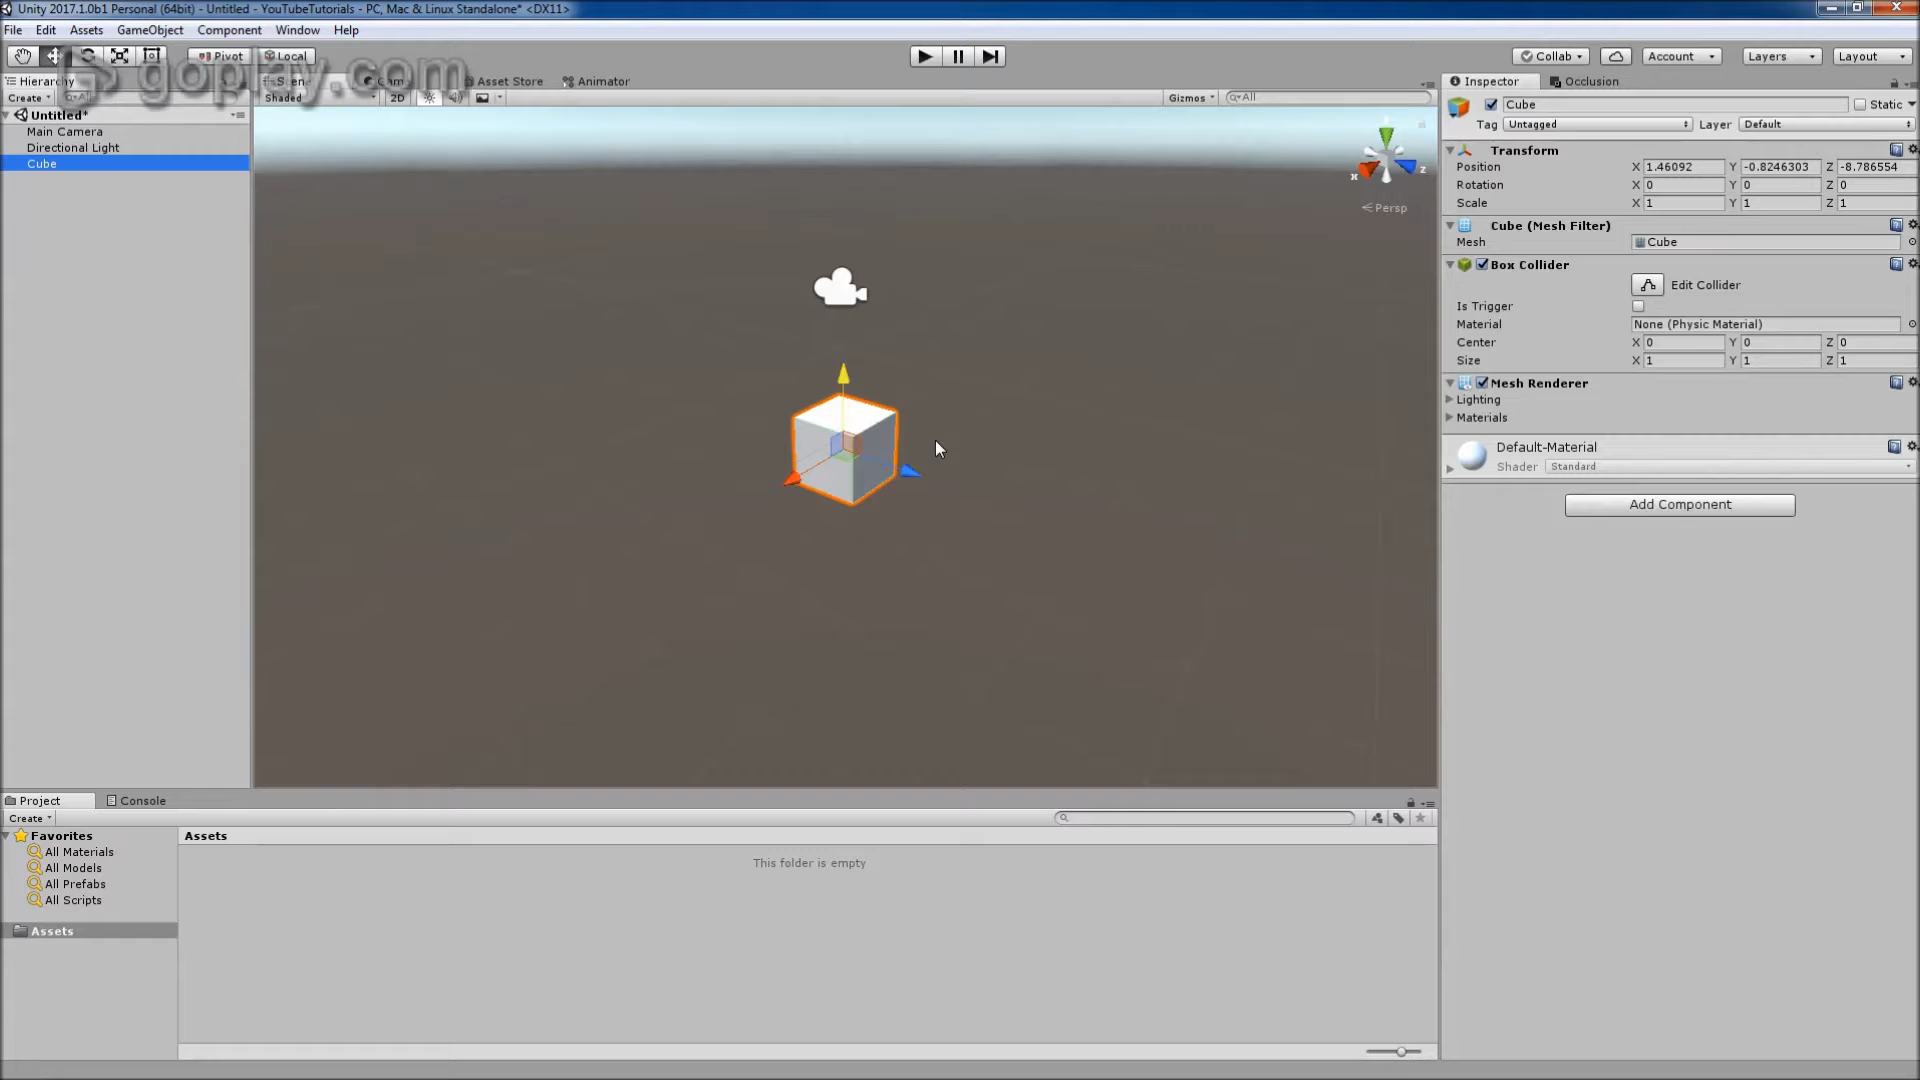 Unity 2017.1.0b1 Personal (64bit) - Untitled - YouTubeTutorials - PC, Mac & Linux Standalone* <DX11>
File Edit Assets GameObject Component Window Help
Pivot Local Collab Account Layers Layout
goplay.com
Hierarchy Scene Game Asset Store Animator Inspector Occlusion
Create All Shaded 2D Gizmos All
Untitled*
Main Camera
Directional Light
Cube
Cube Static
Tag Untagged Layer Default
Transform
Position X 1.46092 Y -0.8246303 Z -8.786554
Rotation X 0 Y 0 Z 0
Scale X 1 Y 1 Z 1
Cube (Mesh Filter)
Mesh Cube
Box Collider
Edit Collider
Is Trigger
Material None (Physic Material)
Center X 0 Y 0 Z 0
Size X 1 Y 1 Z 1
Mesh Renderer
Lighting
Materials
Default-Material
Shader Standard
Add Component
x z
Persp
Project Console
Create
Favorites
All Materials
All Models
All Prefabs
All Scripts
Assets
Assets
This folder is empty